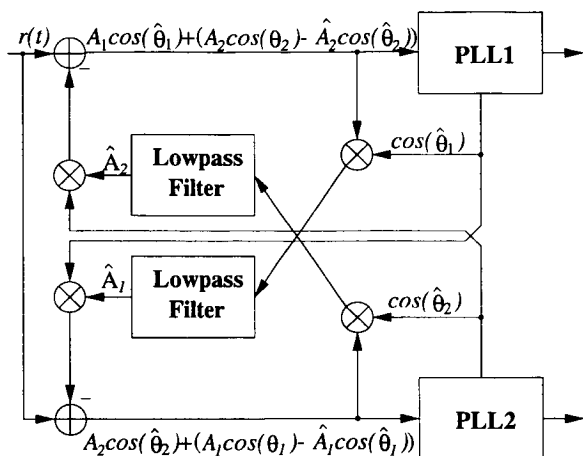 r(t)
A₁cos(θ̂₁)+(A₂cos(θ₂)- Â₂cos(θ̂₂))
PLL1
−
cos(θ̂₁)
Â₂
Lowpass
Filter
Â₁
Lowpass
Filter
cos(θ̂₂)
−
PLL2
A₂cos(θ̂₂)+(A₁cos(θ₁)- Â₁cos(θ̂₁))